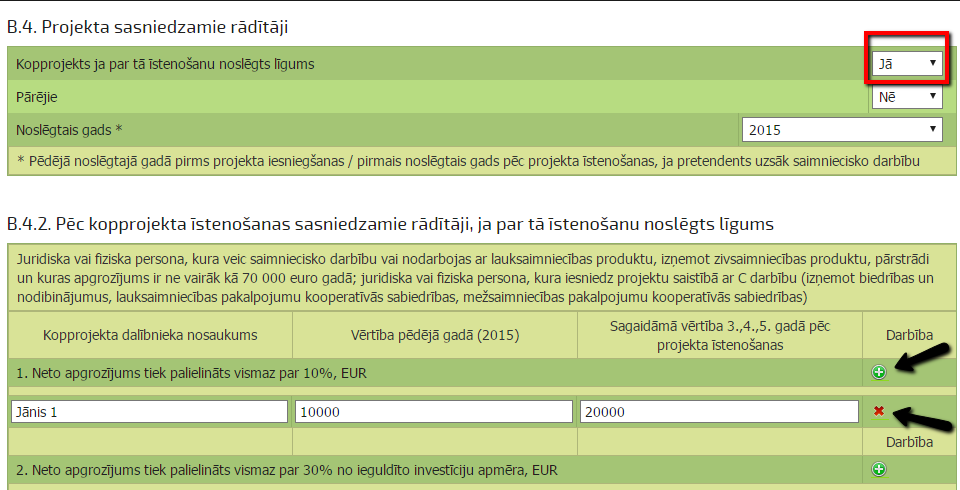 B.4. Projekta sasniedzamie rādītāji
Kopprojekts ja par tā īstenošanu noslēgts līgums Jā
Pārējie Nē
Noslēgtais gads * 2015
* Pēdējā noslēgtajā gadā pirms projekta iesniegšanas / pirmais noslēgtais gads pēc projekta īstenošanas, ja pretendents uzsāk saimniecisko darbību
B.4.2. Pēc kopprojekta īstenošanas sasniedzamie rādītāji, ja par tā īstenošanu noslēgts līgums
Juridiska vai fiziska persona, kura veic saimniecisko darbību vai nodarbojas ar lauksaimniecības produktu, izņemot zivsaimniecības produktu, pārstrādi
un kuras apgrozījums ir ne vairāk kā 70 000 euro gadā; juridiska vai fiziska persona, kura iesniedz projektu saistībā ar C darbību (izņemot biedrības un
nodibinājumus, lauksaimniecības pakalpojumu kooperatīvās sabiedrības, mežsaimniecības pakalpojumu kooperatīvās sabiedrības)
Kopprojekta dalībnieka nosaukums Vērtība pēdējā gadā (2015) Sagaidāmā vērtība 3.,4.,5. gadā pēc projekta īstenošanas Darbība
1. Neto apgrozījums tiek palielināts vismaz par 10%, EUR
Jānis 1 10000 20000
Darbība
2. Neto apgrozījums tiek palielināts vismaz par 30% no ieguldīto investīciju apmēra, EUR